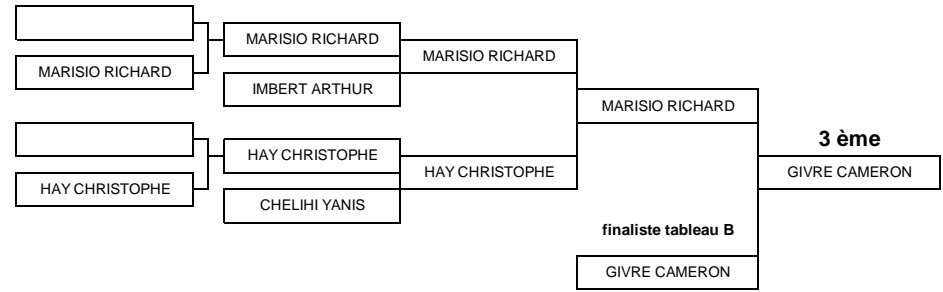 MARISIO RICHARD
HAY CHRISTOPHE
MARISIO RICHARD
IMBERT ARTHUR
HAY CHRISTOPHE
CHELIHI YANIS
MARISIO RICHARD
HAY CHRISTOPHE
MARISIO RICHARD
finaliste tableau B
GIVRE CAMERON
3 ème
GIVRE CAMERON